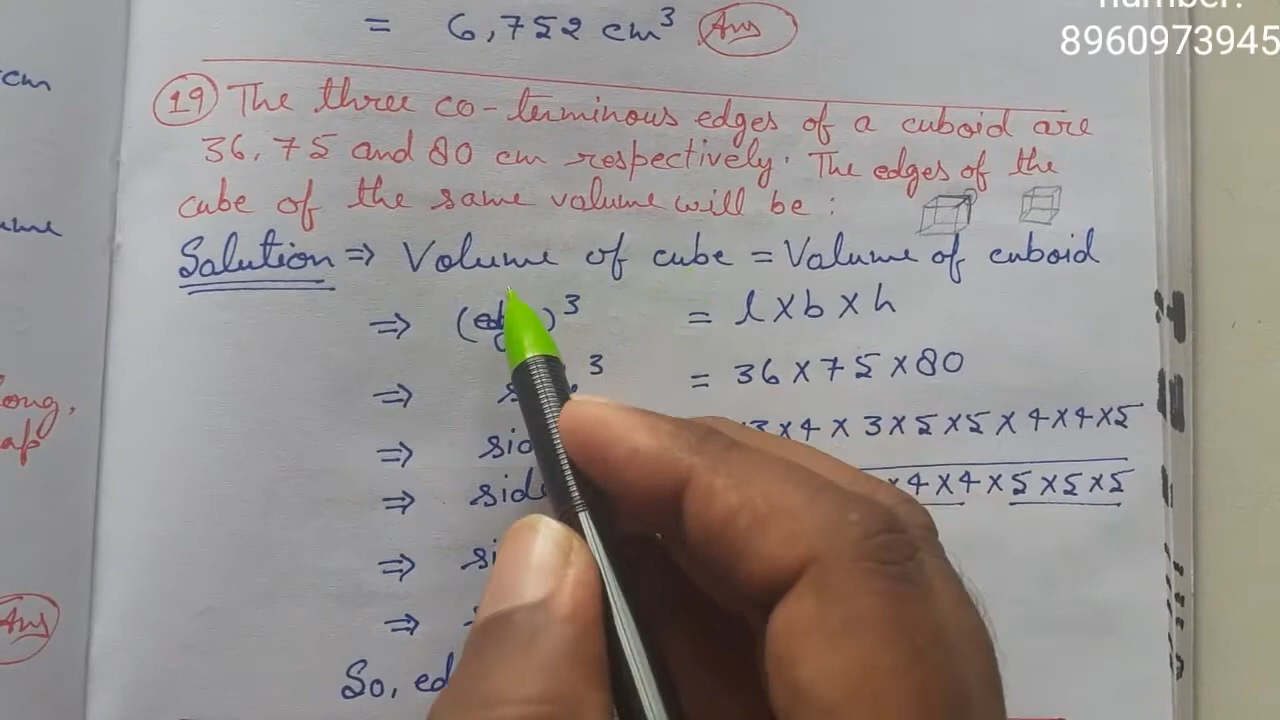 number:
8960973945
= 6,752 cm³ Ans
cm
19 The three co-terminous edges of a cuboid are
36, 75 and 80 cm respectively. The edges of the
cube of the same volume will be :
Solution ⇒ Volume of cube = Volume of cuboid
⇒ ( )³ = l × b × h
⇒ ³ = 36 × 75 × 80
⇒ 3 × 4 × 3 × 5 × 5 × 4 × 4 × 5
⇒ × 4 × 4 × 5 × 5 × 5
⇒
⇒
Ans
So,